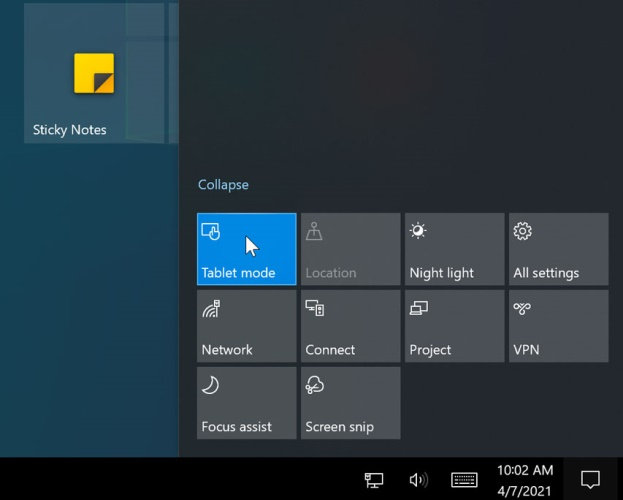 Sticky Notes
Collapse
Tablet mode
Location
Night light
All settings
Network
Connect
Project
VPN
Focus assist
Screen snip
10:02 AM
4/7/2021